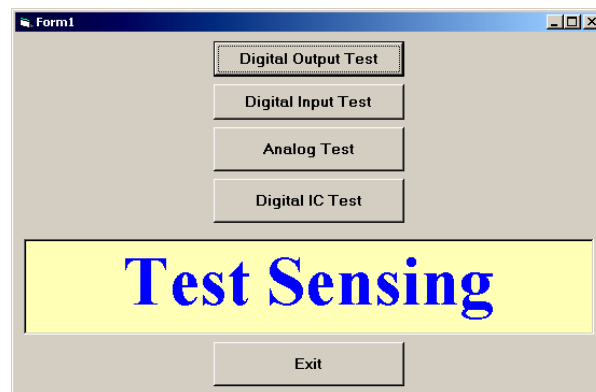 Form1
Digital Output Test
Digital Input Test
Analog Test
Digital IC Test
Test Sensing
Exit